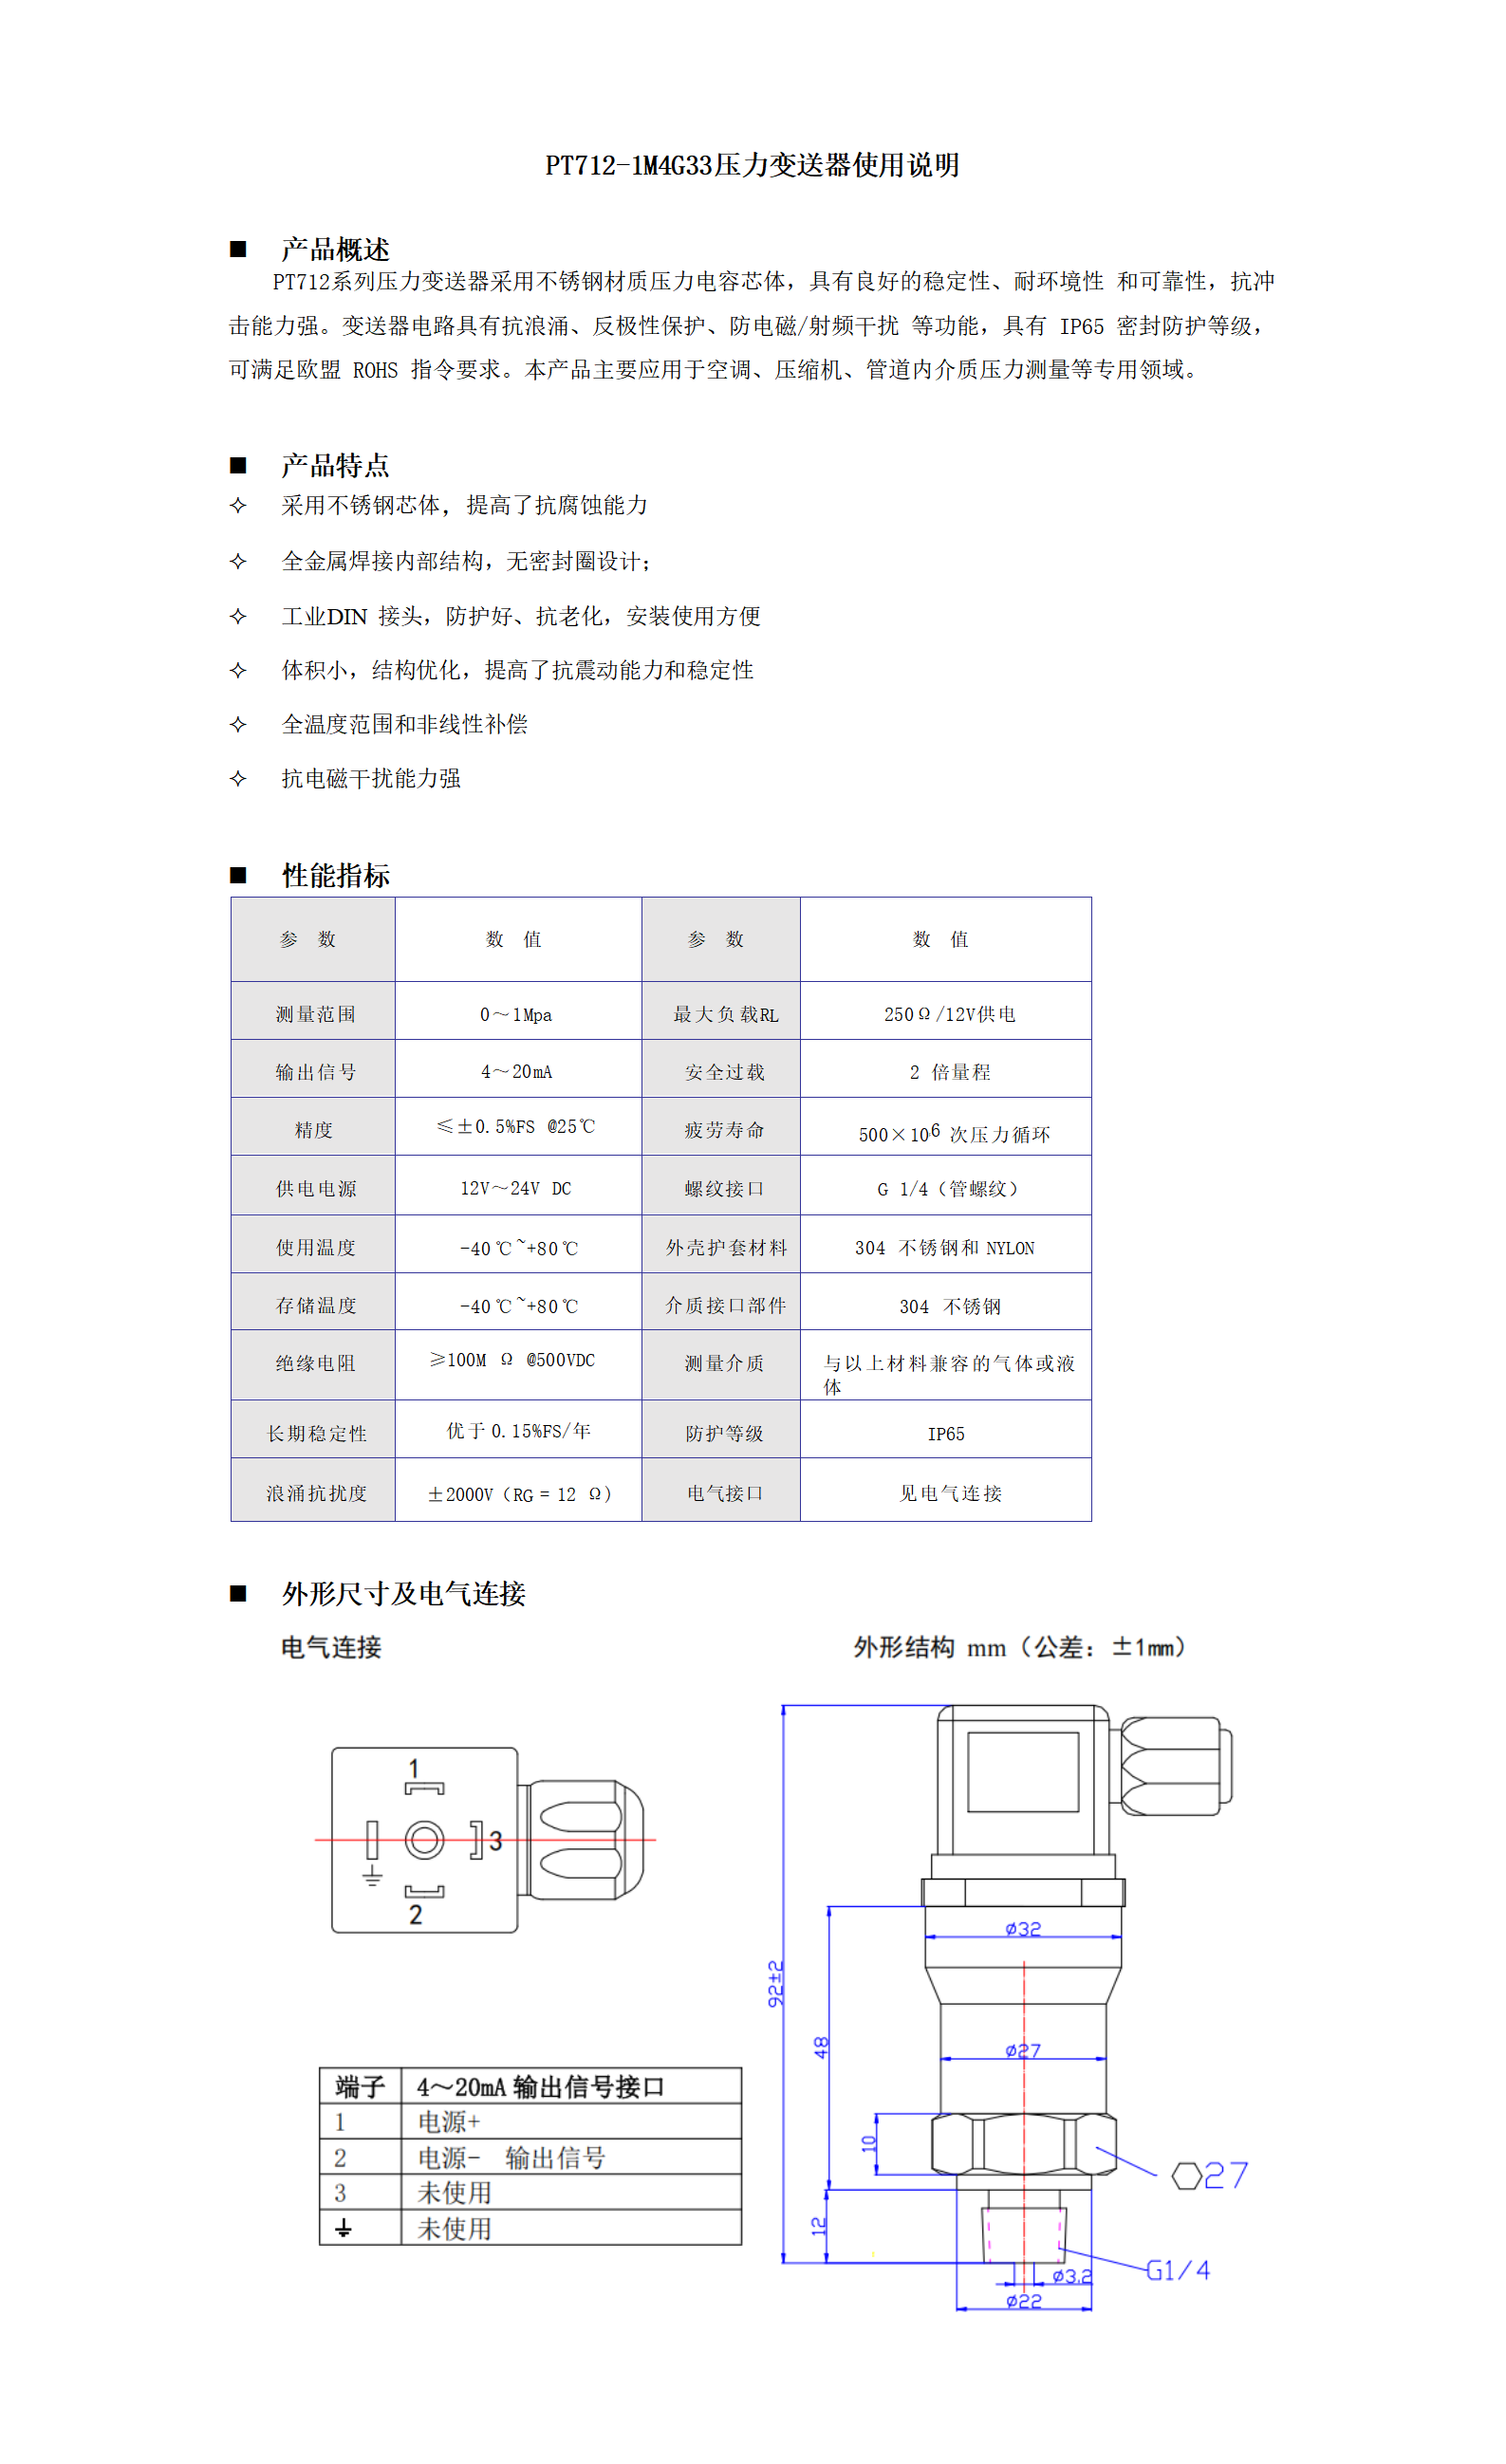 PT712-1M4G33压力变送器使用说明
■ 产品概述
PT712系列压力变送器采用不锈钢材质压力电容芯体，具有良好的稳定性、耐环境性 和可靠性，抗冲
击能力强。变送器电路具有抗浪涌、反极性保护、防电磁/射频干扰 等功能，具有 IP65 密封防护等级，
可满足欧盟 ROHS 指令要求。本产品主要应用于空调、压缩机、管道内介质压力测量等专用领域。
■ 产品特点
✧ 采用不锈钢芯体，提高了抗腐蚀能力
✧ 全金属焊接内部结构，无密封圈设计；
✧ 工业DIN 接头，防护好、抗老化，安装使用方便
✧ 体积小，结构优化，提高了抗震动能力和稳定性
✧ 全温度范围和非线性补偿
✧ 抗电磁干扰能力强
■ 性能指标
参 数 数 值 参 数 数 值
测量范围 0～1Mpa 最大负载RL 250Ω/12V供电
输出信号 4～20mA 安全过载 2 倍量程
精度 ≤±0.5%FS @25℃ 疲劳寿命 500×10⁶ 次压力循环
供电电源 12V～24V DC 螺纹接口 G 1/4（管螺纹）
使用温度 -40℃~+80℃ 外壳护套材料 304 不锈钢和 NYLON
存储温度 -40℃~+80℃ 介质接口部件 304 不锈钢
绝缘电阻 ≥100M Ω @500VDC 测量介质 与以上材料兼容的气体或液
体
长期稳定性 优于 0.15%FS/年 防护等级 IP65
浪涌抗扰度 ±2000V（RG = 12 Ω） 电气接口 见电气连接
■ 外形尺寸及电气连接
电气连接
外形结构 mm（公差：±1mm）
1
3
2
端子 4～20mA 输出信号接口
1 电源+
2 电源- 输出信号
3 未使用
⏚ 未使用
ø32
92±2
48
ø27
10
27
12
G1/4
ø3.2
ø22